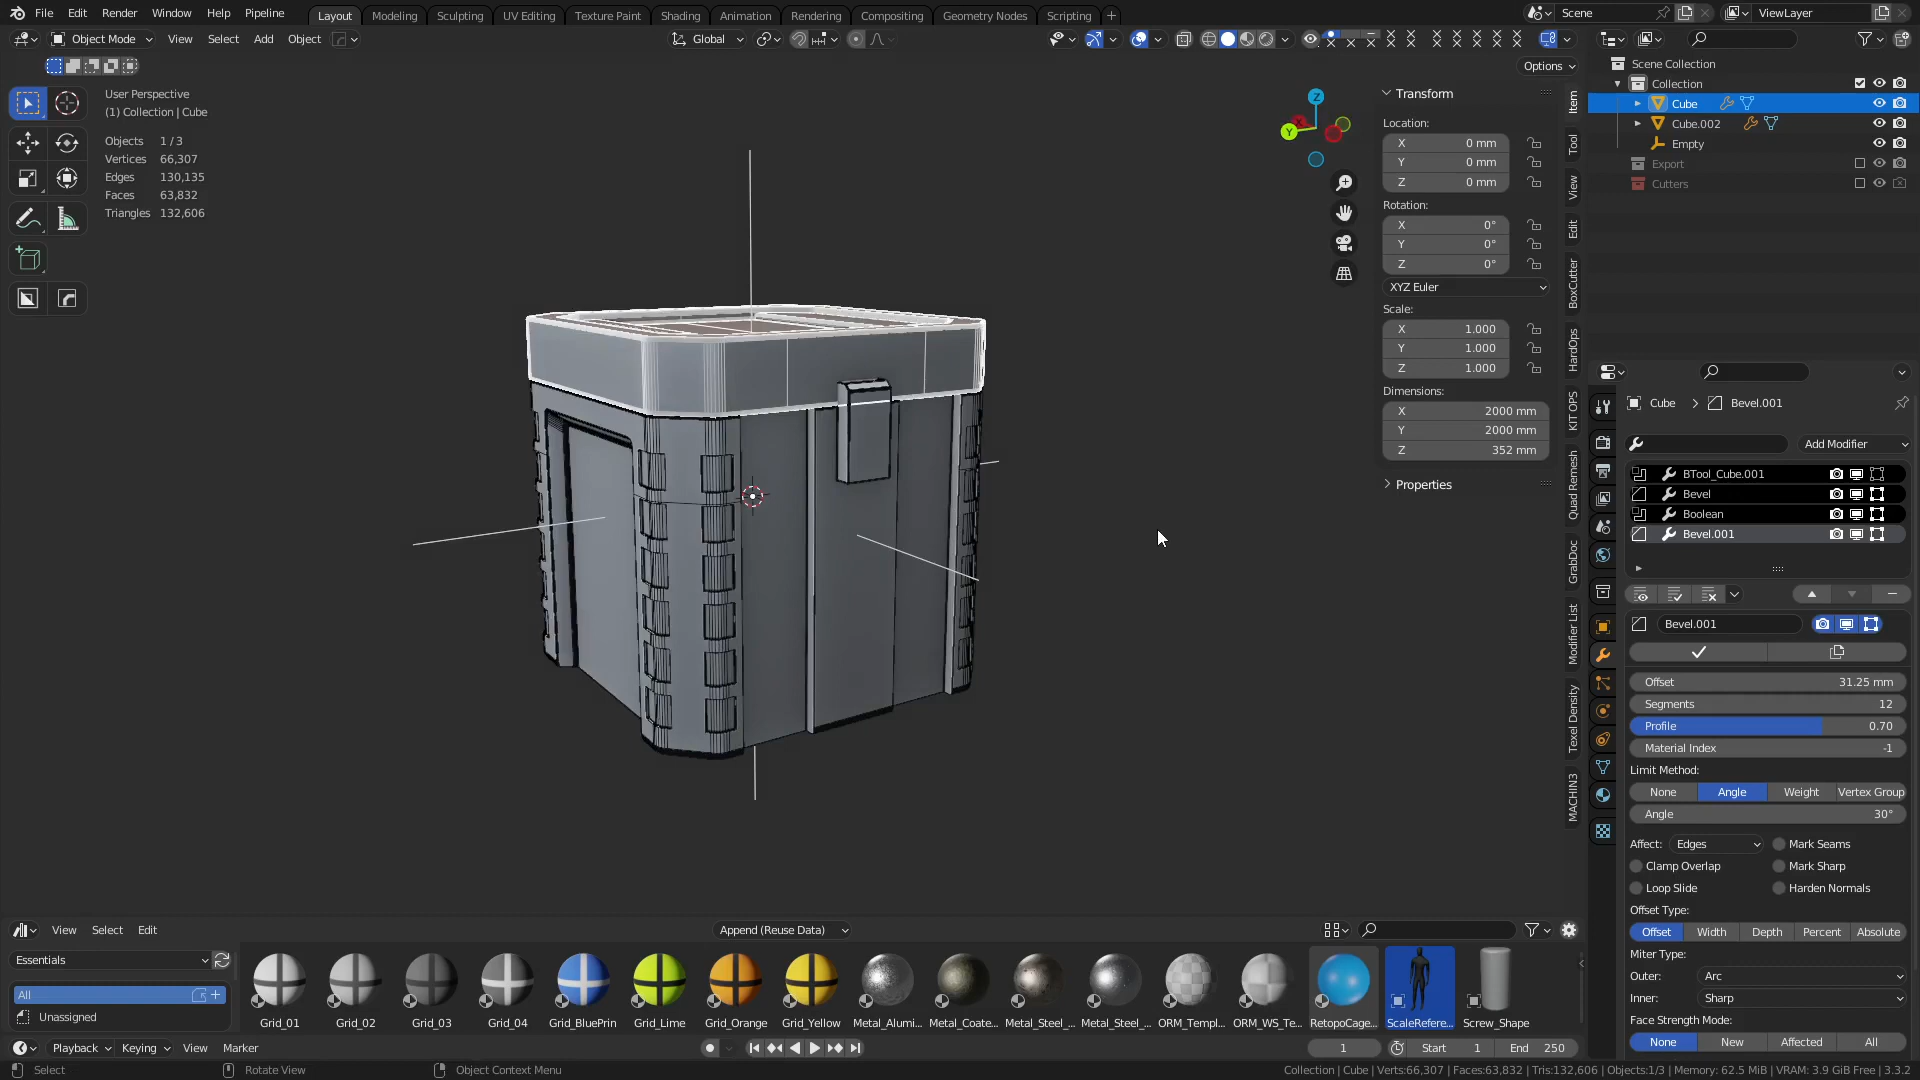 File Edit Render Window Help Pipeline
Layout Modeling Sculpting UV Editing Texture Paint Shading Animation Rendering Compositing Geometry Nodes Scripting +
Scene
ViewLayer
Object Mode View Select Add Object
Global
Options
User Perspective
(1) Collection | Cube
Objects 1 / 3
Vertices 66,307
Edges 130,135
Faces 63,832
Triangles 132,606
Z
Y
X
Transform
Location:
X 0 mm
Y 0 mm
Z 0 mm
Rotation:
X 0°
Y 0°
Z 0°
XYZ Euler
Scale:
X 1.000
Y 1.000
Z 1.000
Dimensions:
X 2000 mm
Y 2000 mm
Z 352 mm
Properties
Item
Tool
View
Edit
BoxCutter
HardOps
KIT OPS
Quad Remesh
GrabDoc
Modifier List
Texel Density
MACHIN3
Scene Collection
Collection
Cube
Cube.002
Empty
Export
Cutters
Cube > Bevel.001
Add Modifier
BTool_Cube.001
Bevel
Boolean
Bevel.001
Bevel.001
Offset 31.25 mm
Segments 12
Profile 0.70
Material Index -1
Limit Method:
None Angle Weight Vertex Group
Angle 30°
Affect: Edges Mark Seams
Clamp Overlap Mark Sharp
Loop Slide Harden Normals
Offset Type:
Offset Width Depth Percent Absolute
Miter Type:
Outer: Arc
Inner: Sharp
Face Strength Mode:
None New Affected All
View Select Edit
Append (Reuse Data)
Essentials
All
Unassigned
Grid_01 Grid_02 Grid_03 Grid_04 Grid_BluePrin Grid_Lime Grid_Orange Grid_Yellow Metal_Alumi... Metal_Coate... Metal_Steel_... Metal_Steel_... ORM_Templ... ORM_WS_Te... RetopoCage... ScaleRefere... Screw_Shape
Playback Keying View Marker
1 Start 1 End 250
Select Rotate View Object Context Menu
Collection | Cube | Verts:66,307 | Faces:63,832 | Tris:132,606 | Objects:1/3 | Memory: 62.5 MiB | VRAM: 3.9 GiB Free | 3.3.2